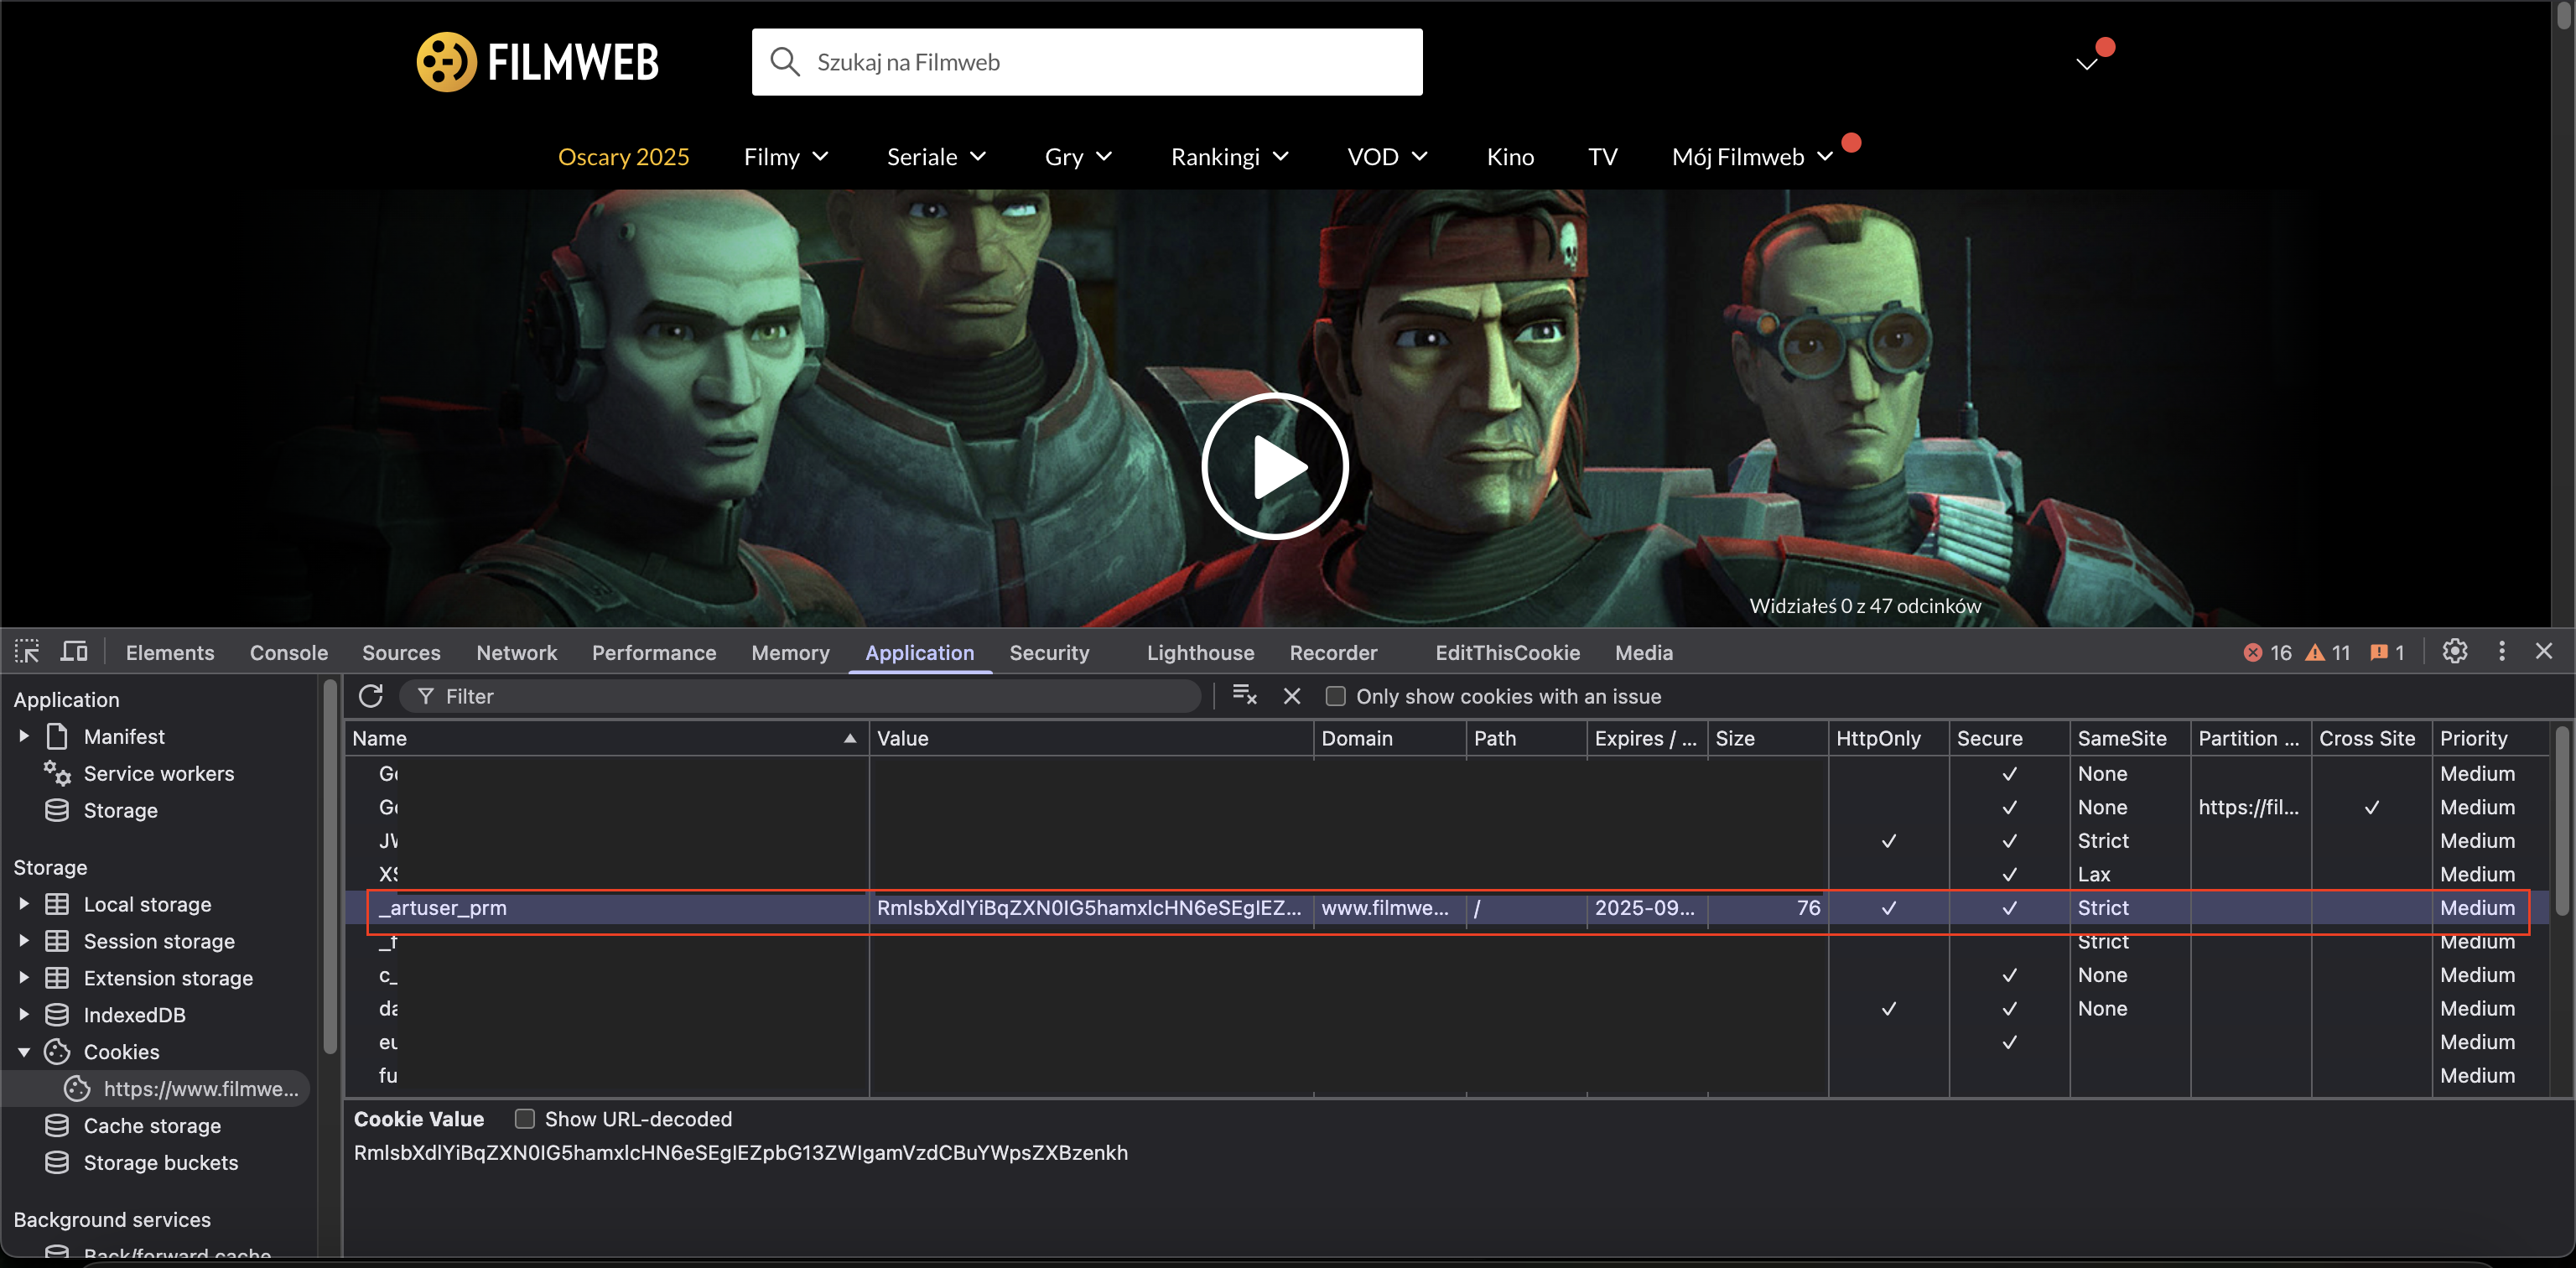 FILMWEB
Szukaj na Filmweb
Oscary 2025 Filmy Seriale Gry Rankingi VOD Kino TV Mój Filmweb
Widziałeś 0 z 47 odcinków
Elements Console Sources Network Performance Memory Application Security Lighthouse Recorder EditThisCookie Media 16 11 1
Application
Manifest
Service workers
Storage
Storage
Local storage
Session storage
Extension storage
IndexedDB
Cookies
https://www.filmwe...
Cache storage
Storage buckets
Background services
Back/forward cache
Filter Only show cookies with an issue
Name Value Domain Path Expires / ... Size HttpOnly Secure SameSite Partition ... Cross Site Priority
✓ None Medium
✓ None https://fil... ✓ Medium
✓ ✓ Strict Medium
✓ Lax Medium
_artuser_prm RmlsbXdlYiBqZXN0IG5hamxlcHN6eSEgIEZ... www.filmwe... / 2025-09... 76 ✓ ✓ Strict Medium
Strict Medium
c_ ✓ None Medium
da ✓ ✓ None Medium
eu ✓ Medium
fu Medium
Cookie Value Show URL-decoded
RmlsbXdlYiBqZXN0IG5hamxlcHN6eSEgIEZpbG13ZWIgamVzdCBuYWpsZXBzenkh